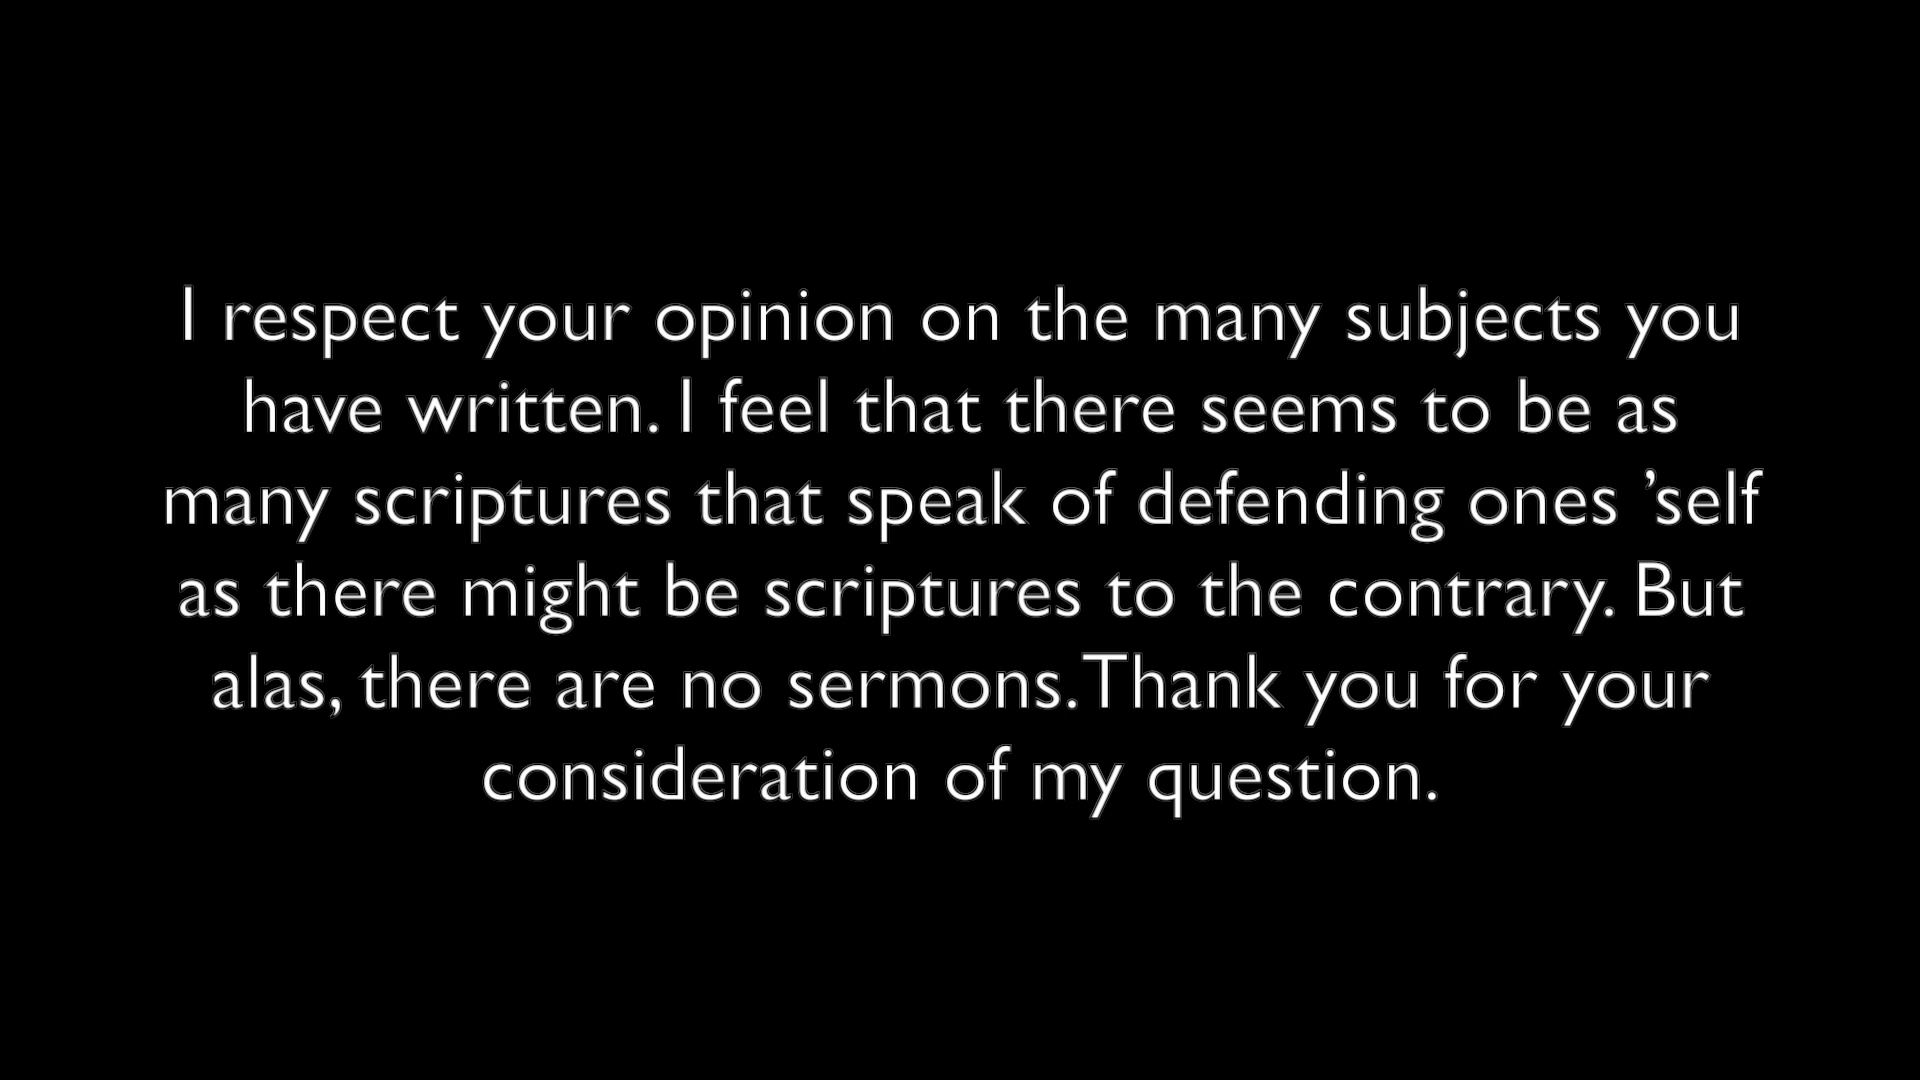 I respect your opinion on the many subjects you
have written. I feel that there seems to be as
many scriptures that speak of defending ones ’self
as there might be scriptures to the contrary. But
alas, there are no sermons. Thank you for your
consideration of my question.